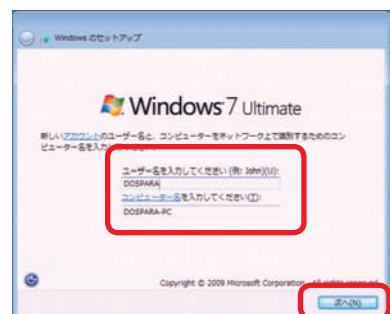 Windows のセットアップ
Windows 7 Ultimate
新しいアカウントのユーザー名と、コンピューターをネットワーク上で識別するためのコン
ピューター名を入力し
ユーザー名を入力してください (例: John)(U):
DOSPARA
コンピューター名を入力してください(T):
DOSPARA-PC
Copyright © 2009 Microsoft Corporation. All rights reserved.
次へ(N)